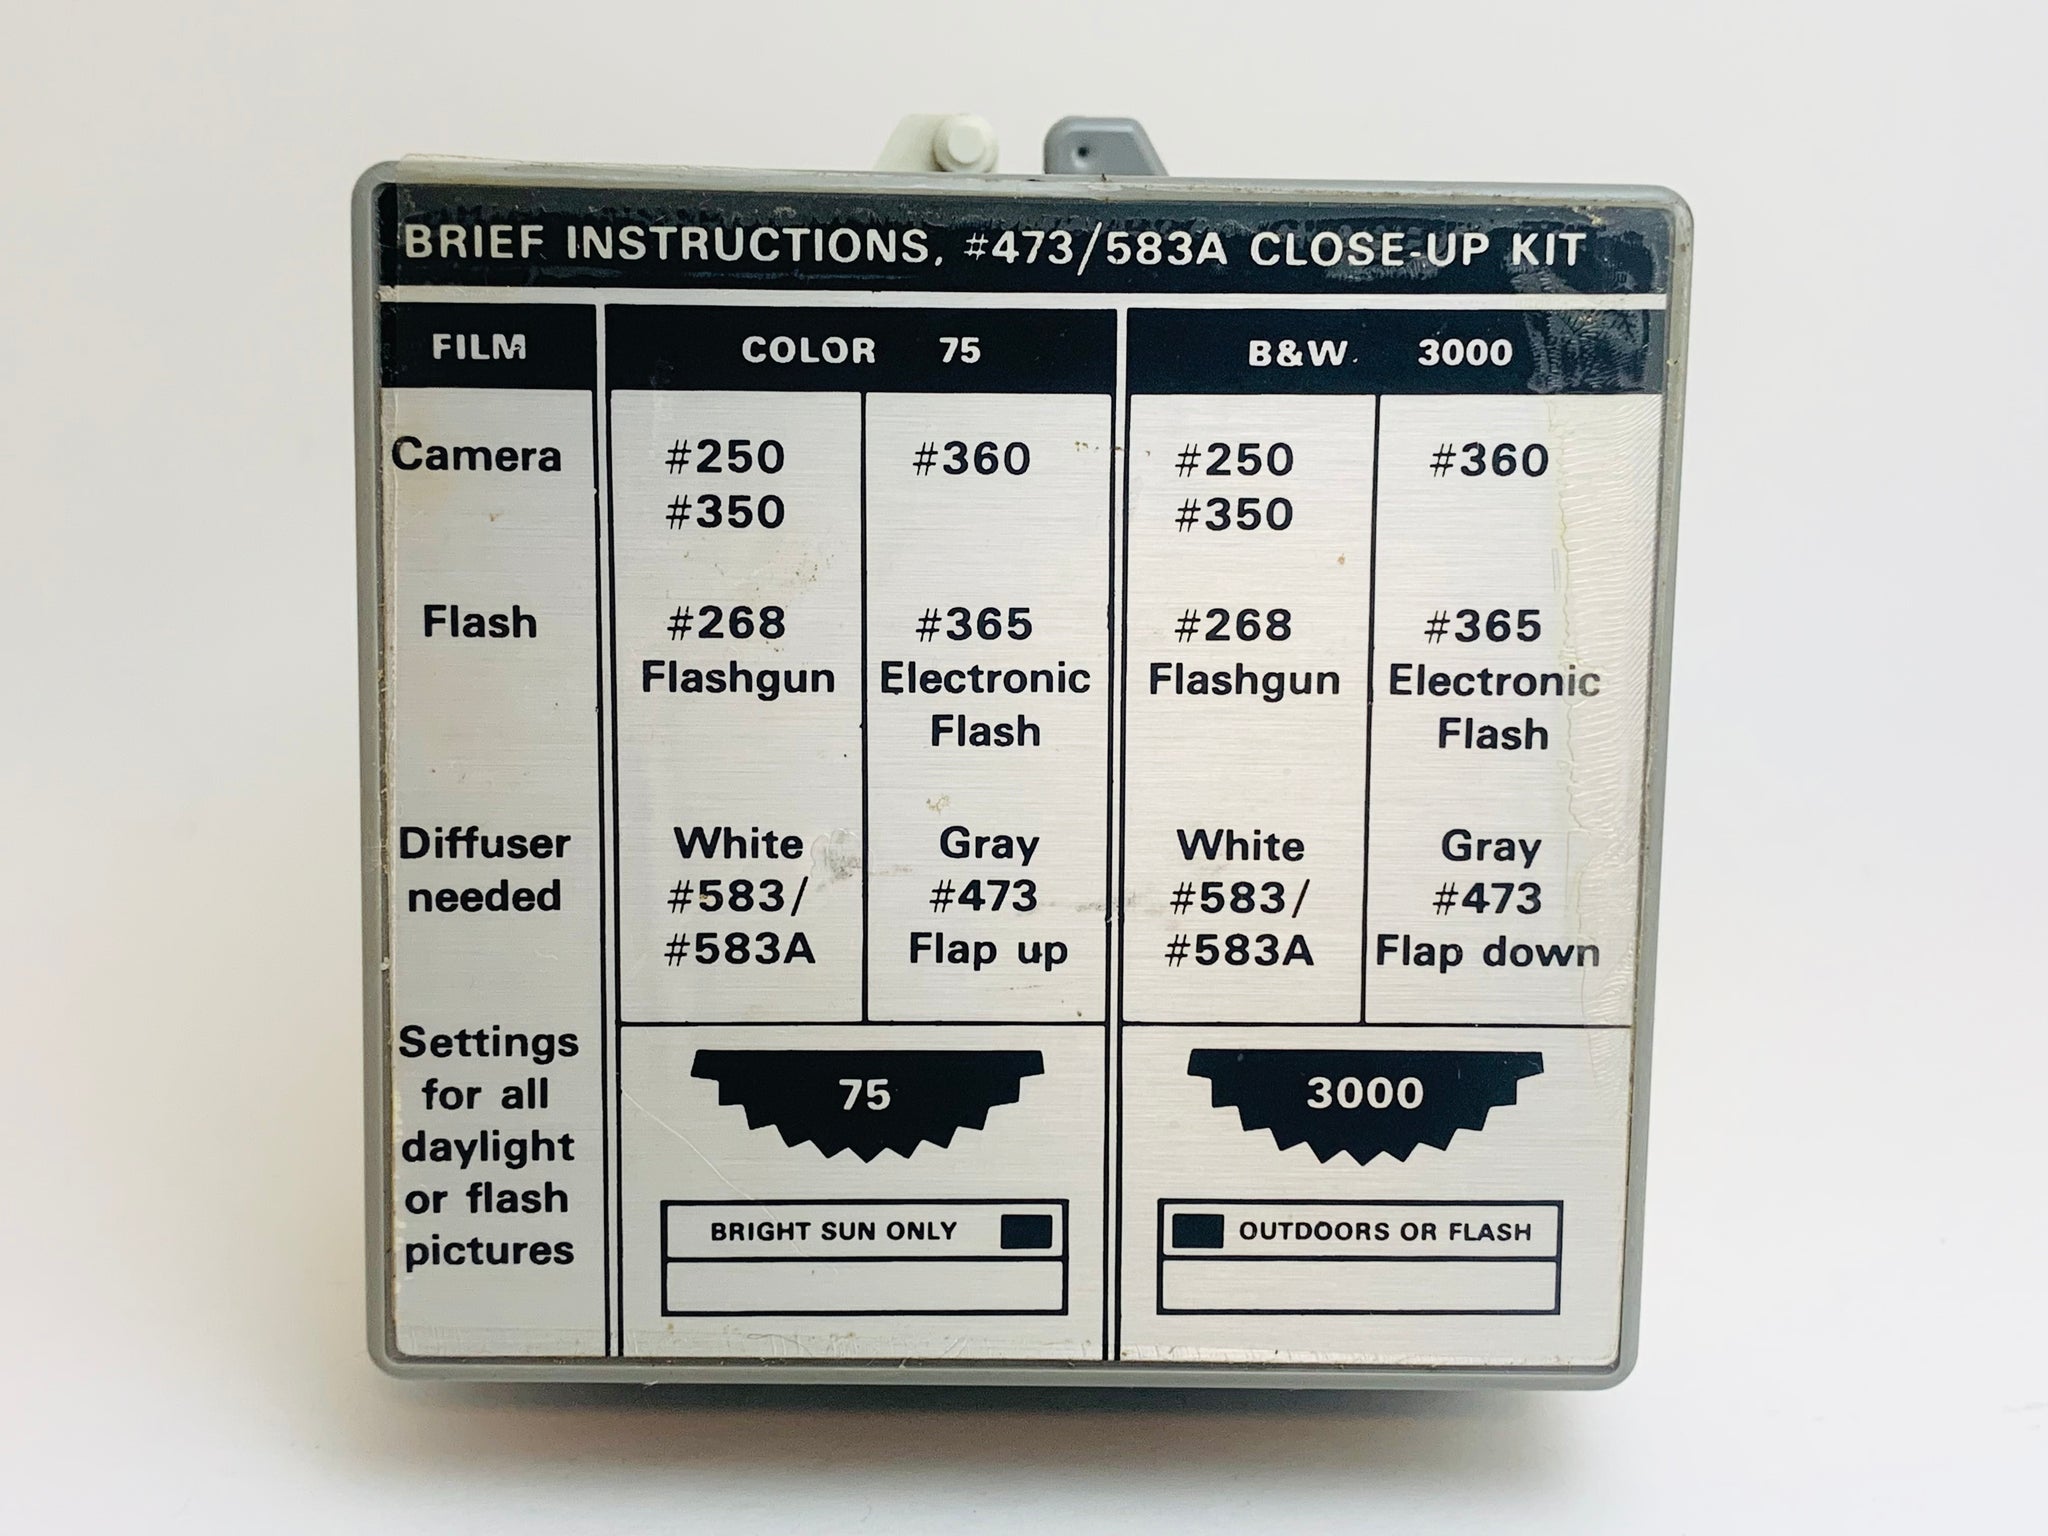 BRIEF INSTRUCTIONS, #473/583A CLOSE-UP KIT
FILM COLOR 75 B&W 3000
Camera #250 #360 #250 #360
#350 #350
Flash #268 #365 #268 #365
Flashgun Electronic Flashgun Electronic
Flash Flash
Diffuser White Gray White Gray
needed #583/ #473 #583/ #473
#583A Flap up #583A Flap down
Settings
for all 75 3000
daylight
or flash BRIGHT SUN ONLY OUTDOORS OR FLASH
pictures